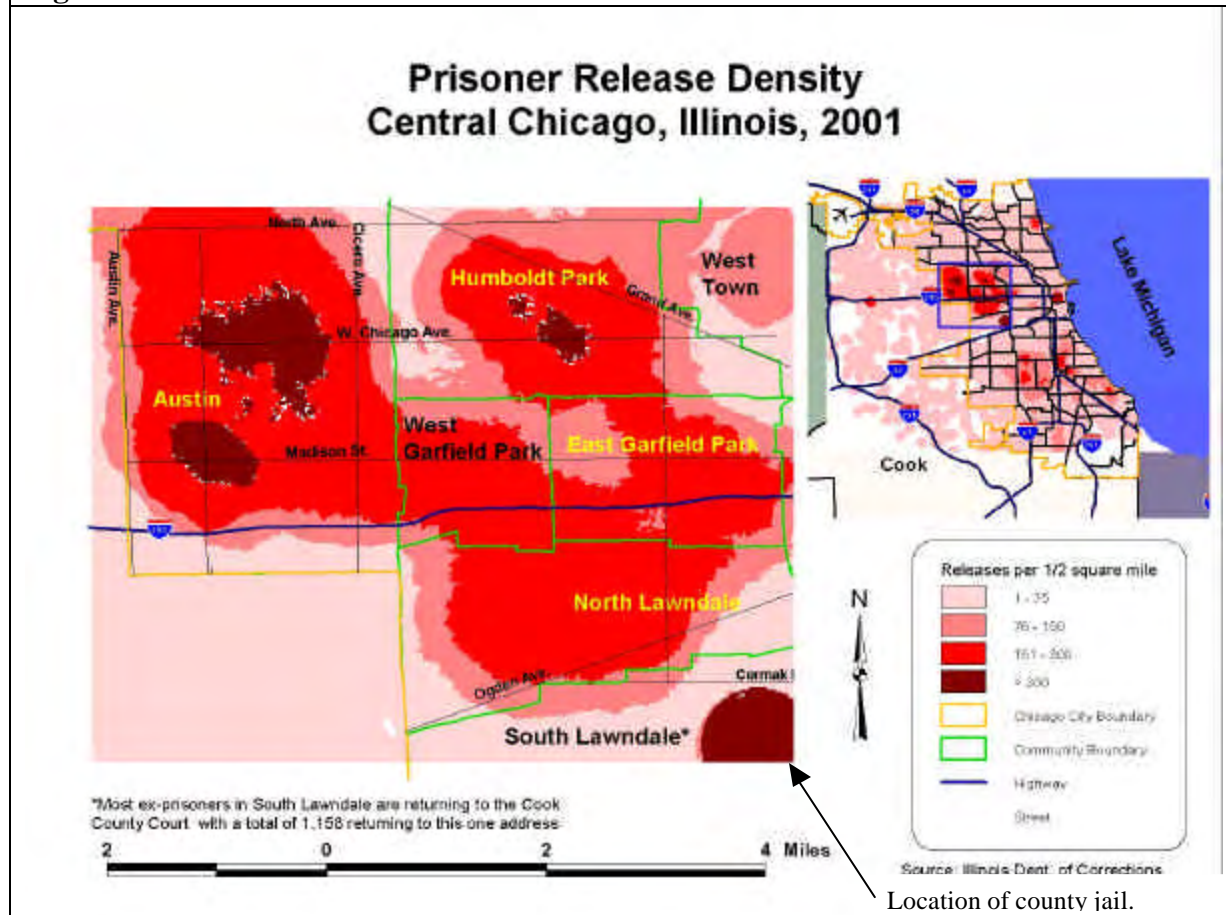 Prisoner Release Density
Central Chicago, Illinois, 2001
North Ave.
Cicero Ave.
Austin Ave.
Humboldt Park
West
Town
Grand Ave.
W. Chicago Ave.
Austin
West
Garfield Park
Madison St.
East Garfield Park
North Lawndale
Ogden Ave.
Cermak
South Lawndale*
*Most ex-prisoners in South Lawndale are returning to the Cook
County Court with a total of 1,158 returning to this one address
2 0 2 4 Miles
Lake Michigan
Cook
N
Releases per 1/2 square mile
76 - 150
> 300
Chicago City Boundary
Community Boundary
Highway
Street
Source: Illinois Dept. of Corrections
Location of county jail.